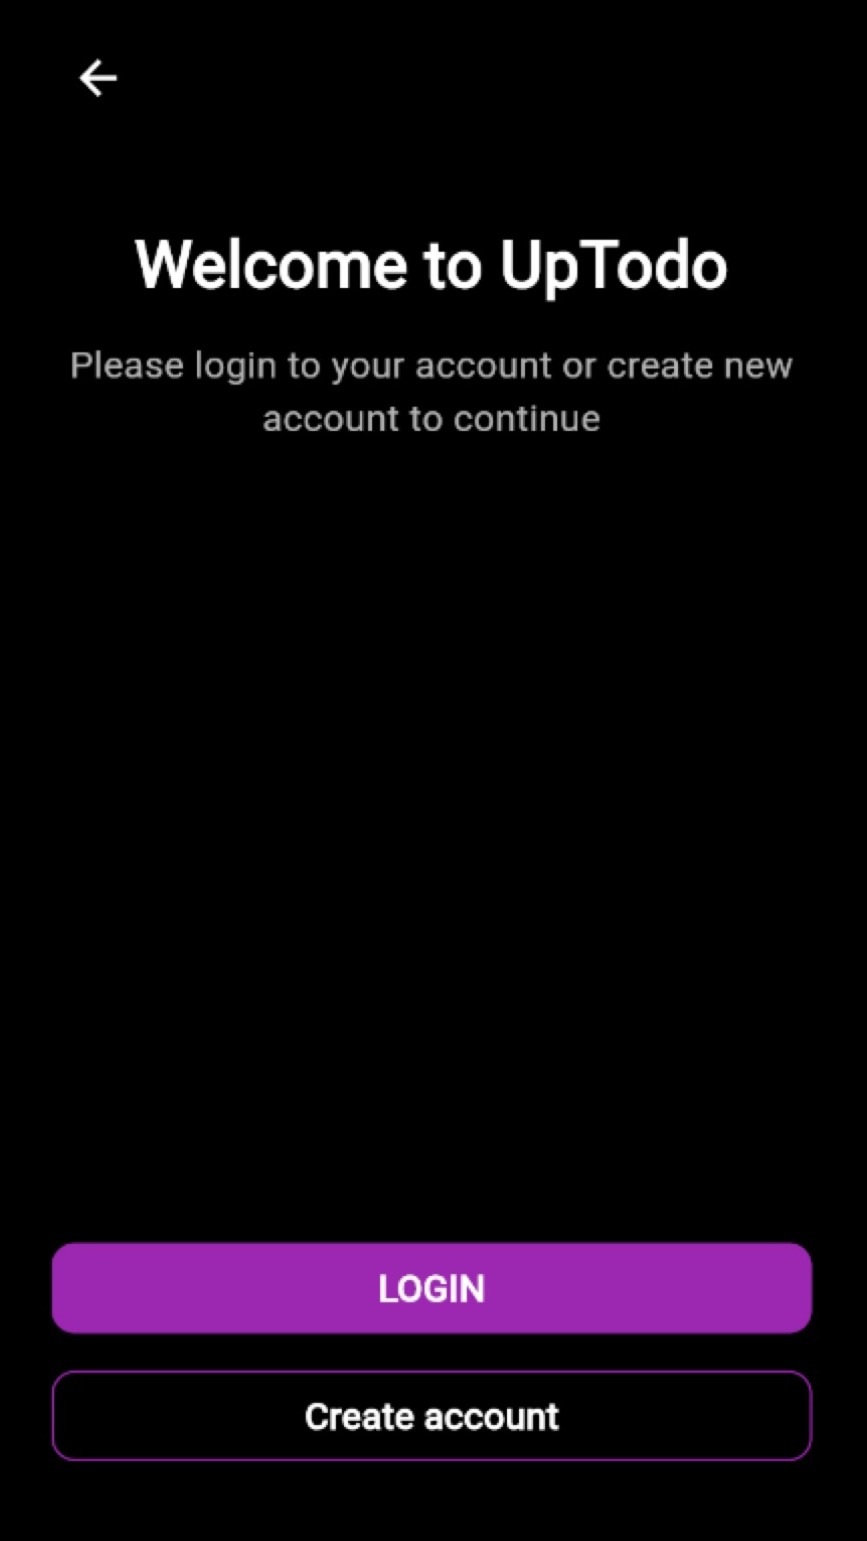 Welcome to UpTodo
Please login to your account or create new
account to continue
LOGIN
Create account